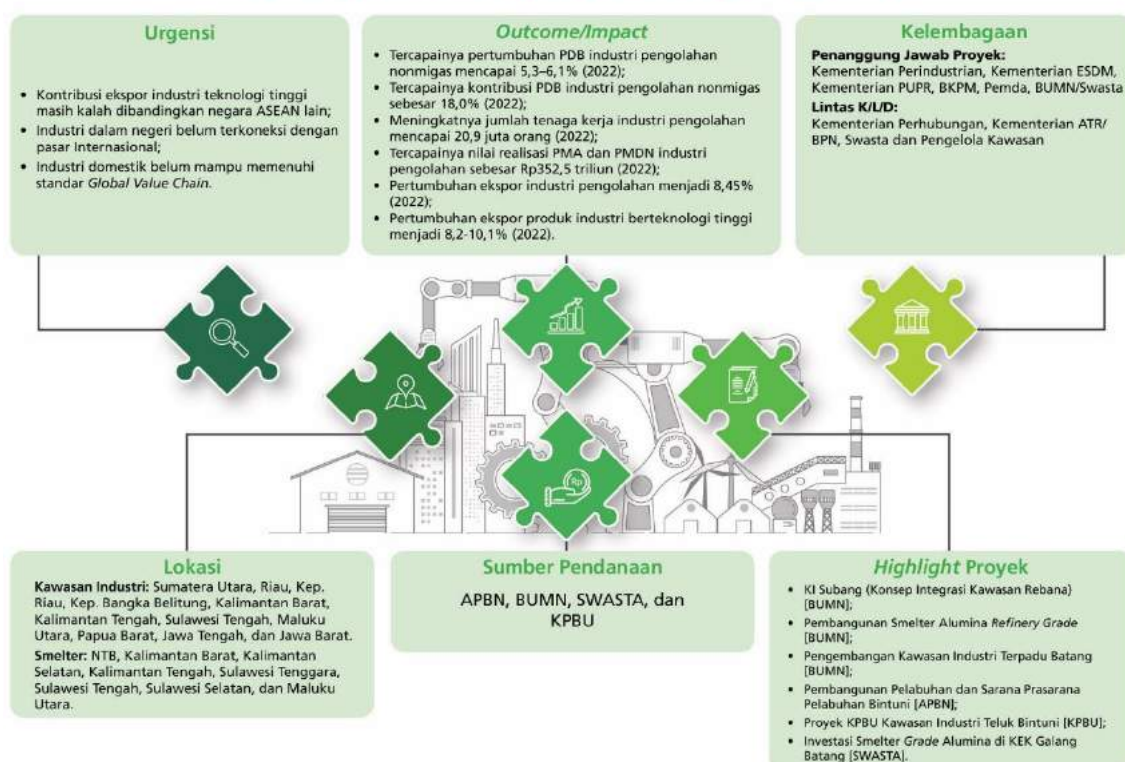 Urgensi
• Kontribusi ekspor industri teknologi tinggi
masih kalah dibandingkan negara ASEAN lain;
• Industri dalam negeri belum terkoneksi dengan
pasar Internasional;
• Industri domestik belum mampu memenuhi
standar Global Value Chain.
Outcome/Impact
• Tercapainya pertumbuhan PDB industri pengolahan
nonmigas mencapai 5,3–6,1% (2022);
• Tercapainya kontribusi PDB industri pengolahan nonmigas
sebesar 18,0% (2022);
• Meningkatnya jumlah tenaga kerja industri pengolahan
mencapai 20,9 juta orang (2022);
• Tercapainya nilai realisasi PMA dan PMDN industri
pengolahan sebesar Rp352,5 triliun (2022);
• Pertumbuhan ekspor industri pengolahan menjadi 8,45%
(2022);
• Pertumbuhan ekspor produk industri berteknologi tinggi
menjadi 8,2-10,1% (2022).
Kelembagaan
Penanggung Jawab Proyek:
Kementerian Perindustrian, Kementerian ESDM,
Kementerian PUPR, BKPM, Pemda, BUMN/Swasta
Lintas K/L/D:
Kementerian Perhubungan, Kementerian ATR/
BPN, Swasta dan Pengelola Kawasan
Rp
Lokasi
Kawasan Industri: Sumatera Utara, Riau, Kep.
Riau, Kep. Bangka Belitung, Kalimantan Barat,
Kalimantan Tengah, Sulawesi Tengah, Maluku
Utara, Papua Barat, Jawa Tengah, dan Jawa Barat.
Smelter: NTB, Kalimantan Barat, Kalimantan
Selatan, Kalimantan Tengah, Sulawesi Tenggara,
Sulawesi Tengah, Sulawesi Selatan, dan Maluku
Utara.
Sumber Pendanaan
APBN, BUMN, SWASTA, dan
KPBU
Highlight Proyek
• KI Subang (Konsep Integrasi Kawasan Rebana)
[BUMN];
• Pembangunan Smelter Alumina Refinery Grade
[BUMN];
• Pengembangan Kawasan Industri Terpadu Batang
[BUMN];
• Pembangunan Pelabuhan dan Sarana Prasarana
Pelabuhan Bintuni [APBN];
• Proyek KPBU Kawasan Industri Teluk Bintuni [KPBU];
• Investasi Smelter Grade Alumina di KEK Galang
Batang [SWASTA].